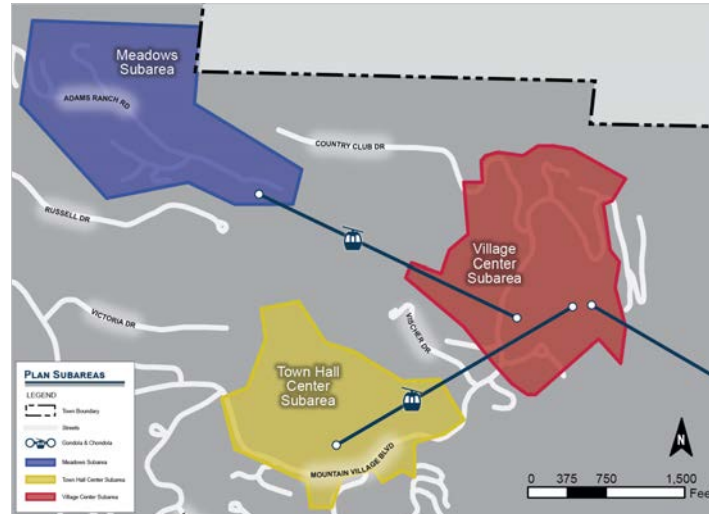 Meadows
Subarea
ADAMS RANCH RD
COUNTRY CLUB DR
RUSSELL DR
Village
Center
Subarea
VICTORIA DR
VISCHER DR
Town Hall
Center
Subarea
MOUNTAIN VILLAGE BLVD
PLAN SUBAREAS
LEGEND
Town Boundary
Streets
Gondola & Chondola
Meadows Subarea
Town Hall Center Subarea
Village Center Subarea
N
0 375 750 1,500
Fee